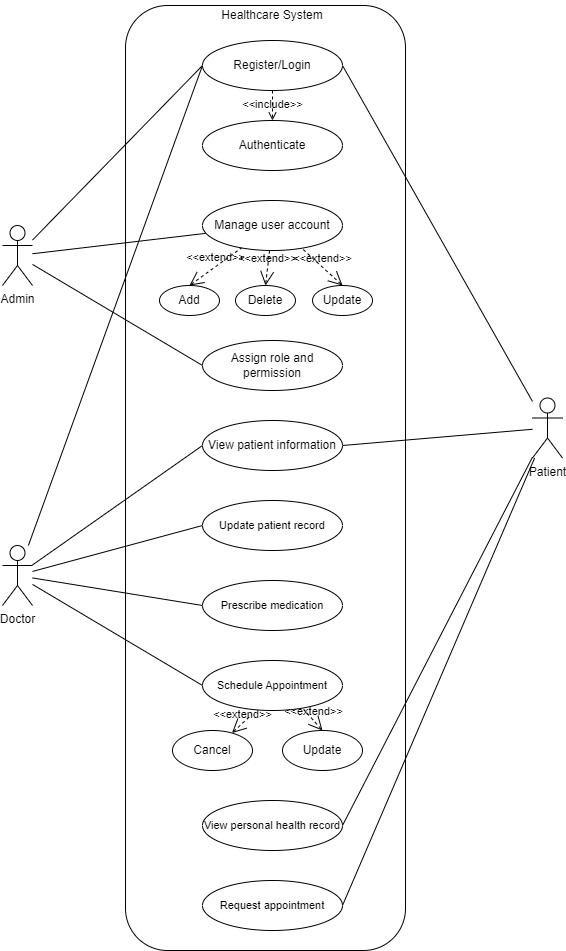 Healthcare System
Register/Login
<<include>>
Authenticate
Manage user account
<<extend>>
<<extend>>
<<extend>>
Add
Delete
Update
Admin
Assign role and
permission
View patient information
Patient
Update patient record
Prescribe medication
Doctor
Schedule Appointment
<<extend>>
<<extend>>
Cancel
Update
View personal health record
Request appointment